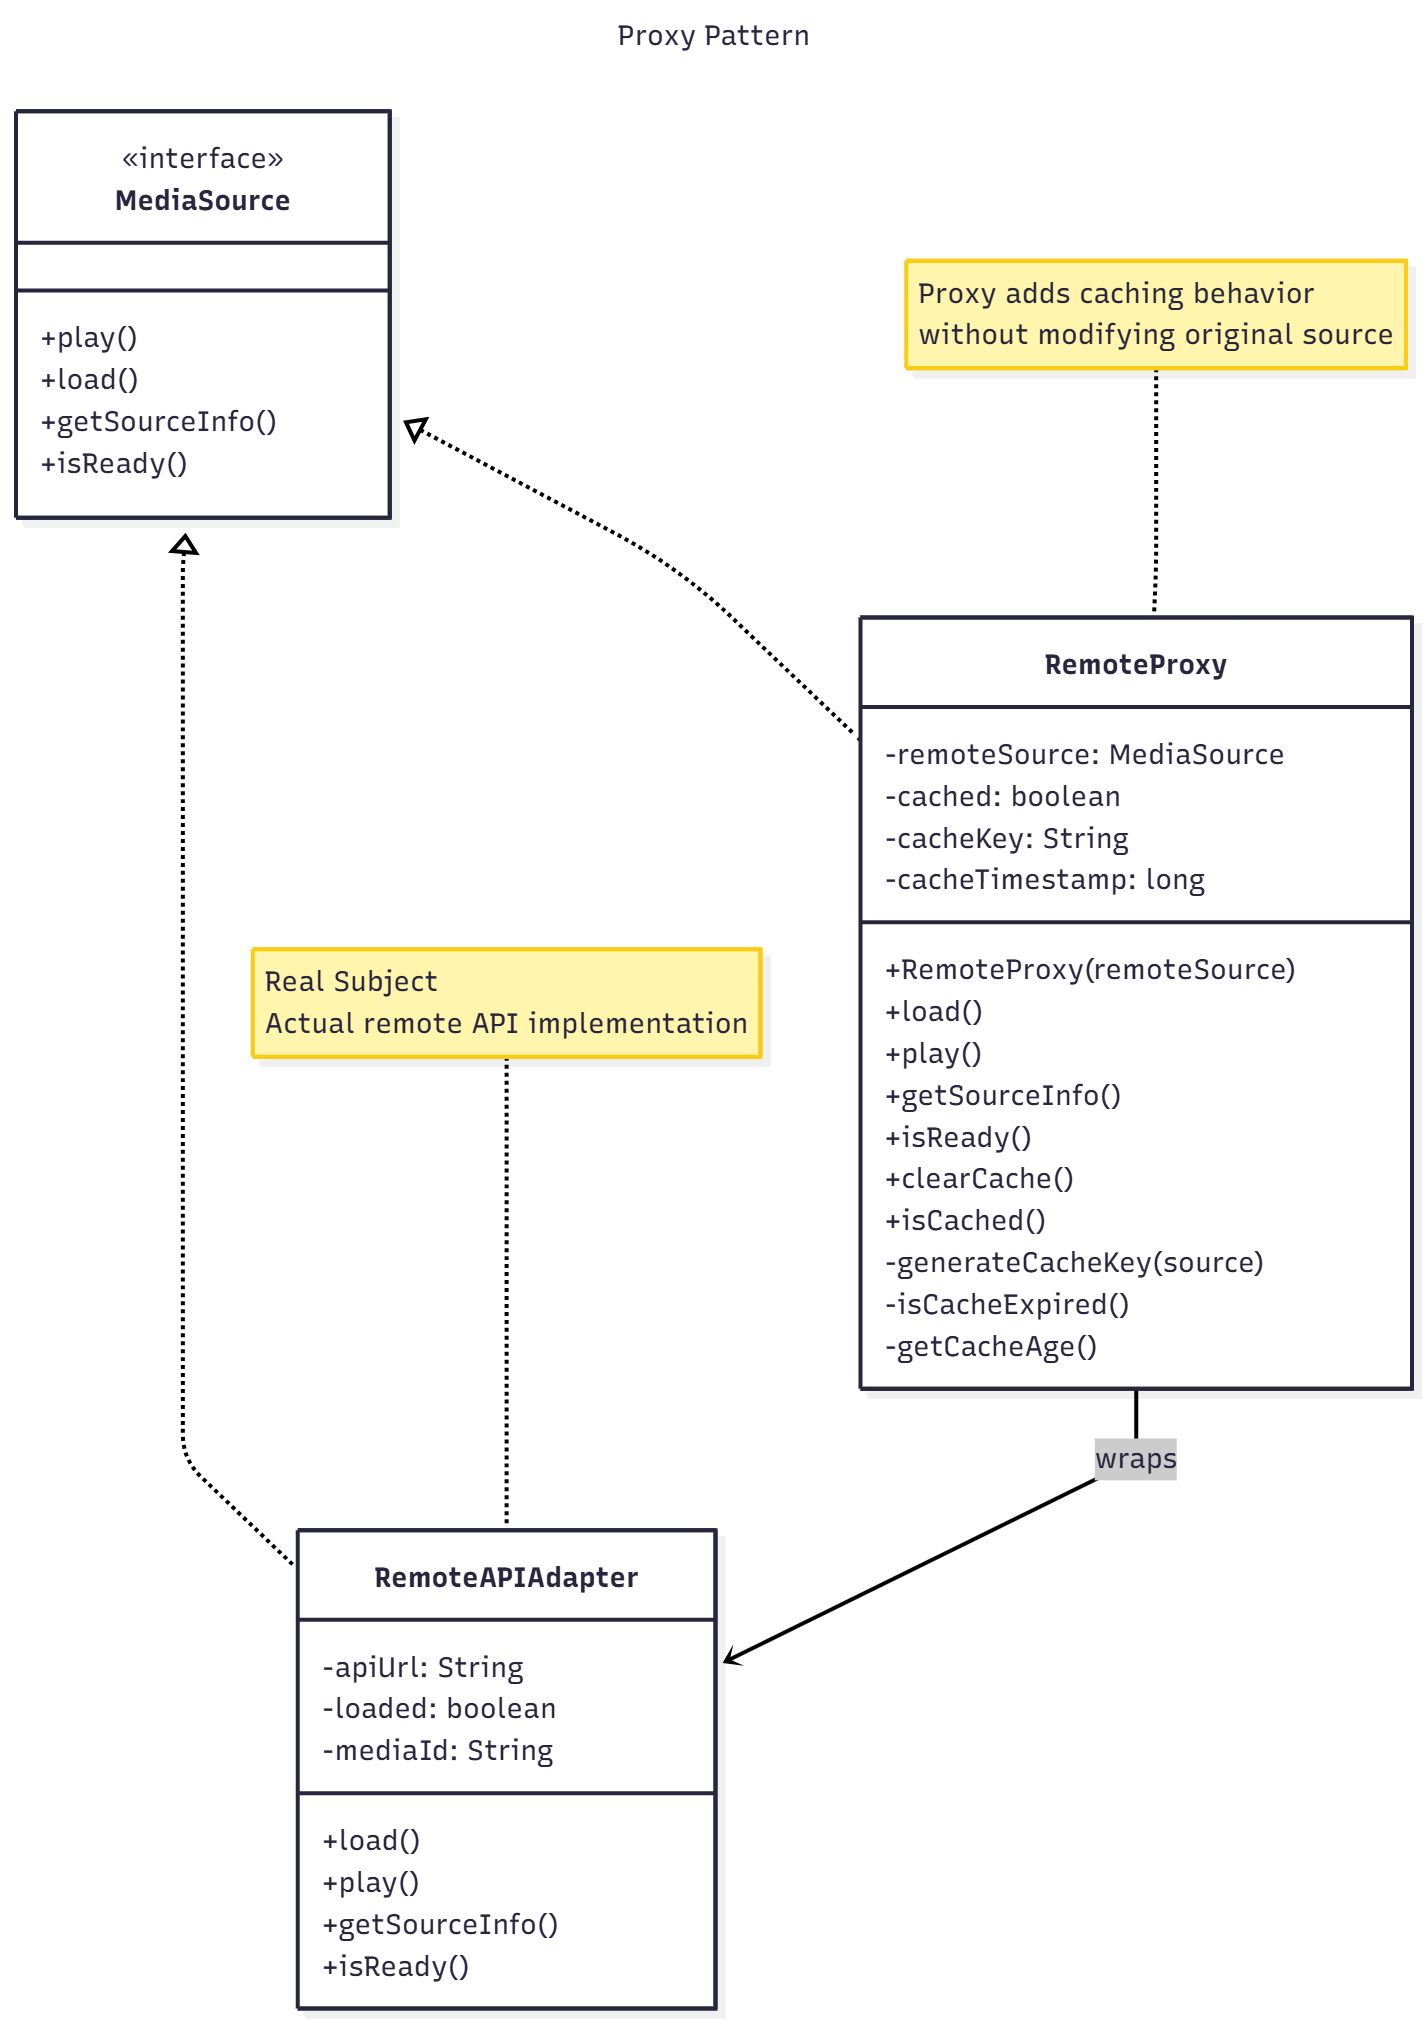 Proxy Pattern
«interface»
MediaSource
+play()
+load()
+getSourceInfo()
+isReady()
Proxy adds caching behavior
without modifying original source
RemoteProxy
-remoteSource: MediaSource
-cached: boolean
-cacheKey: String
-cacheTimestamp: long
+RemoteProxy(remoteSource)
+load()
+play()
+getSourceInfo()
+isReady()
+clearCache()
+isCached()
-generateCacheKey(source)
-isCacheExpired()
-getCacheAge()
Real Subject
Actual remote API implementation
wraps
RemoteAPIAdapter
-apiUrl: String
-loaded: boolean
-mediaId: String
+load()
+play()
+getSourceInfo()
+isReady()